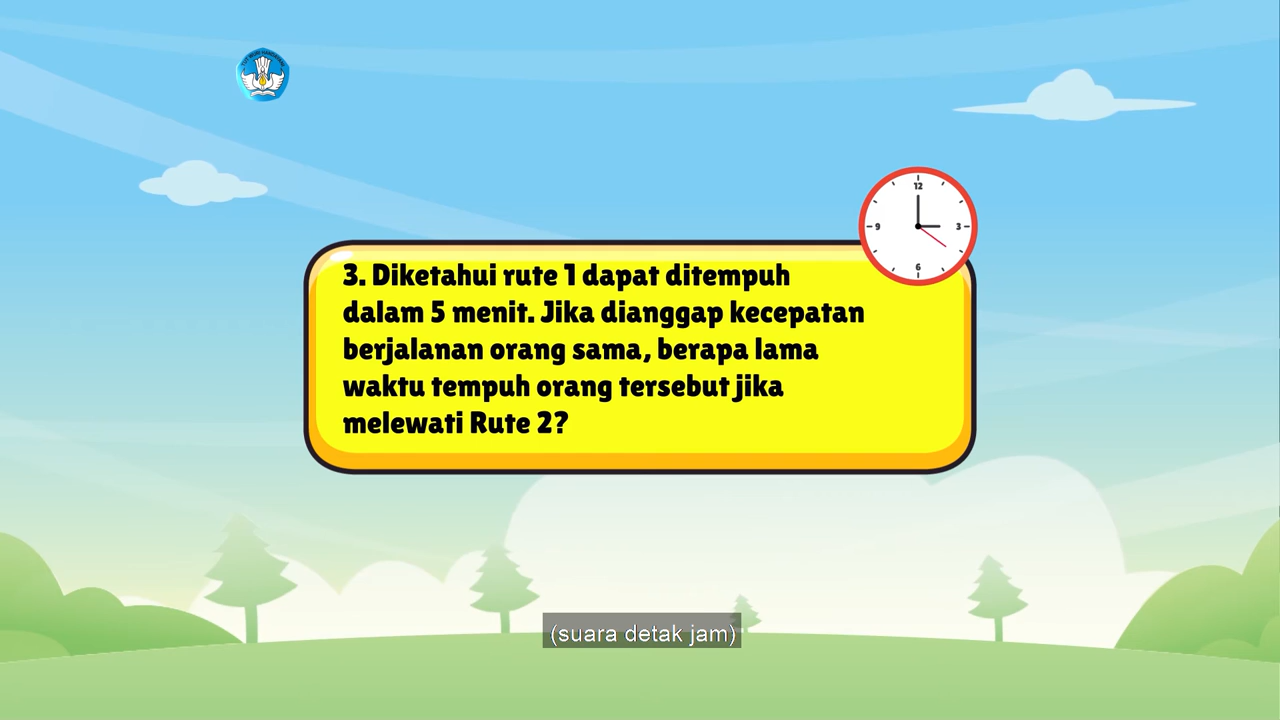 3. Diketahui rute 1 dapat ditempuh
dalam 5 menit. Jika dianggap kecepatan
berjalanan orang sama, berapa lama
waktu tempuh orang tersebut jika
melewati Rute 2?
12
9
3
6
(suara detak jam)